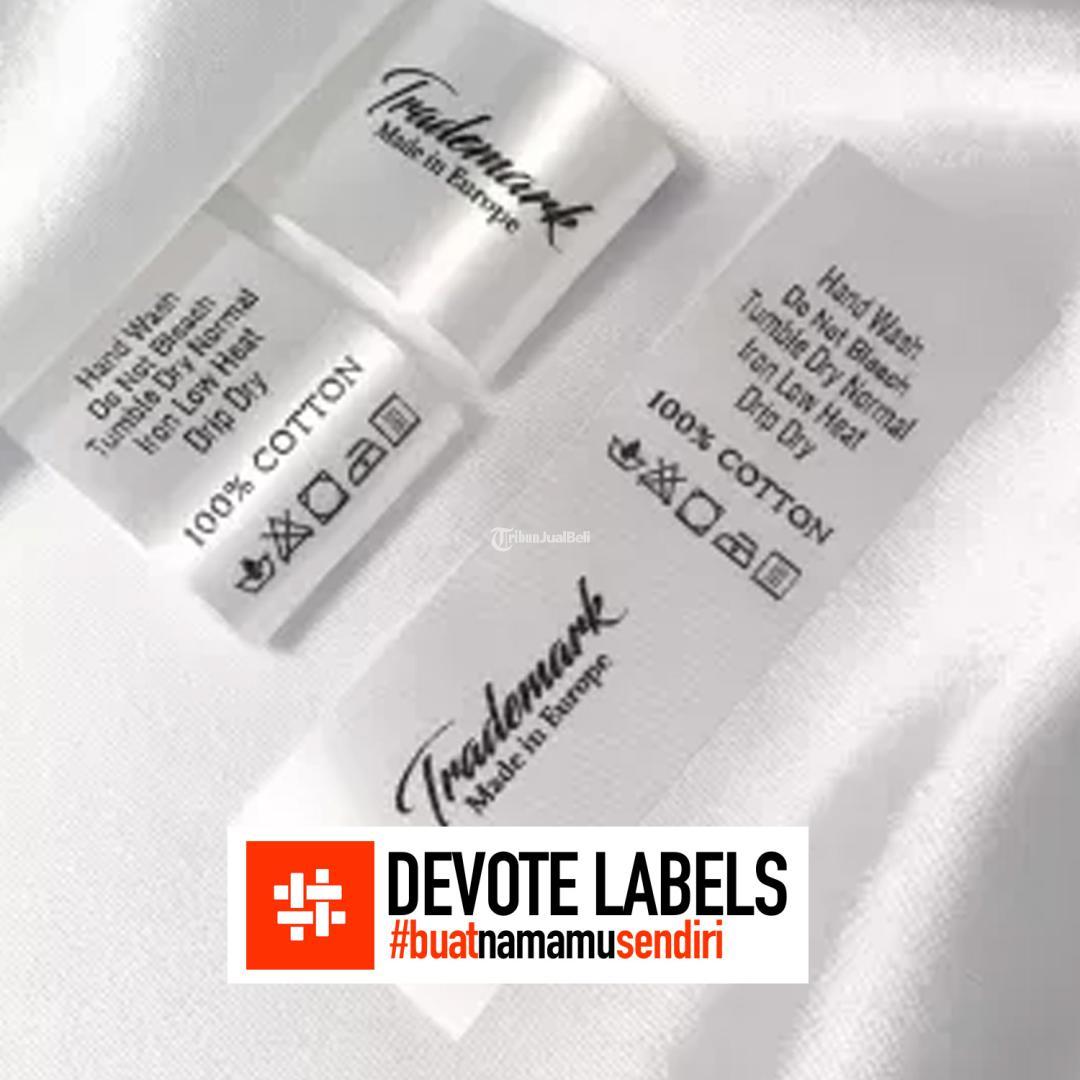 Trademark
Made in Europe
Hand Wash
Do Not Bleach
Tumble Dry Normal
Iron Low Heat
Drip Dry
100% COTTON
Hand Wash
Do Not Bleach
Tumble Dry Normal
Iron Low Heat
Drip Dry
100% COTTON
TribunJualBeli
Trademark
Made in Europe
DEVOTE LABELS
#buatnamamusendiri